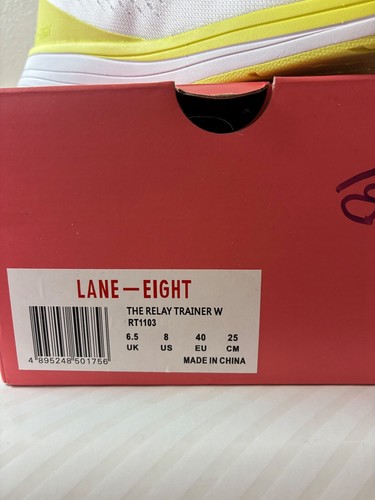 LANE—EIGHT
THE RELAY TRAINER W
RT1103
6.5 8 40 25
UK US EU CM
4 895248 501756
MADE IN CHINA